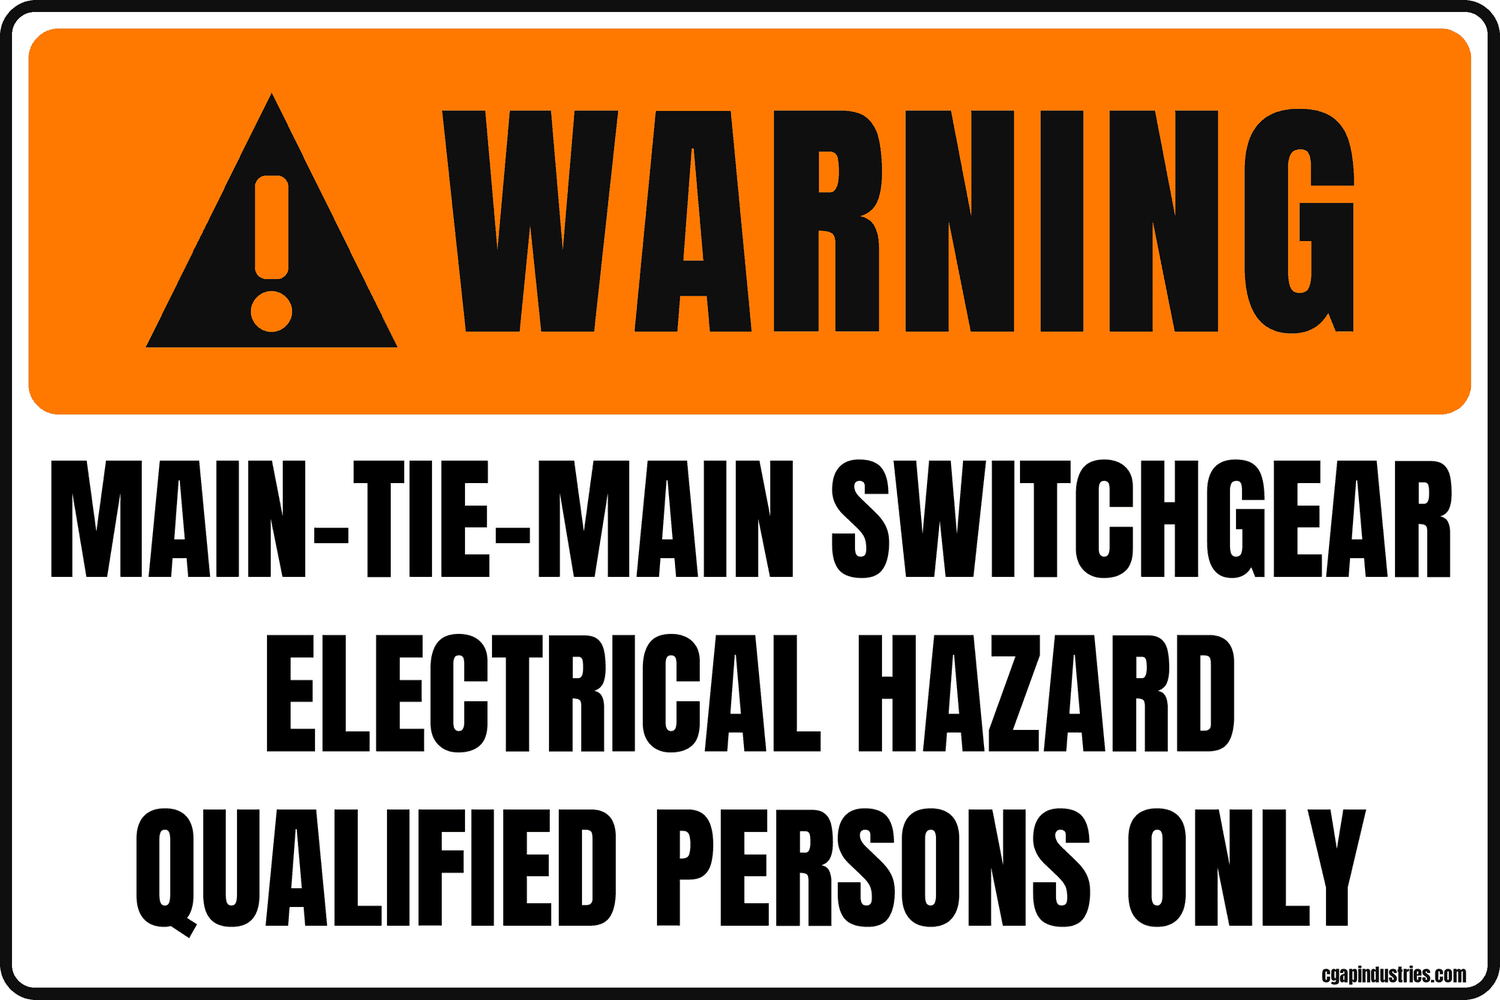 WARNING
MAIN-TIE-MAIN SWITCHGEAR
ELECTRICAL HAZARD
QUALIFIED PERSONS ONLY
cgapindustries.com